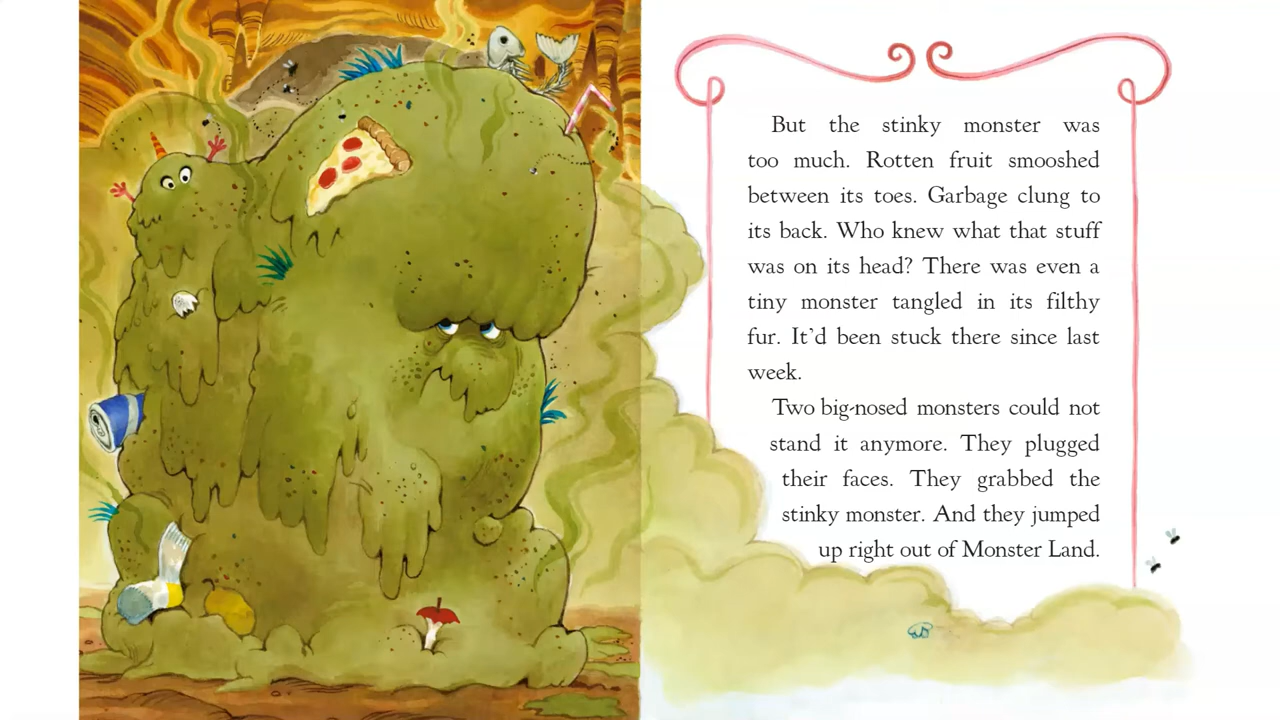 But the stinky monster was
too much. Rotten fruit smooshed
between its toes. Garbage clung to
its back. Who knew what that stuff
was on its head? There was even a
tiny monster tangled in its filthy
fur. It’d been stuck there since last
week.
Two big-nosed monsters could not
stand it anymore. They plugged
their faces. They grabbed the
stinky monster. And they jumped
up right out of Monster Land.